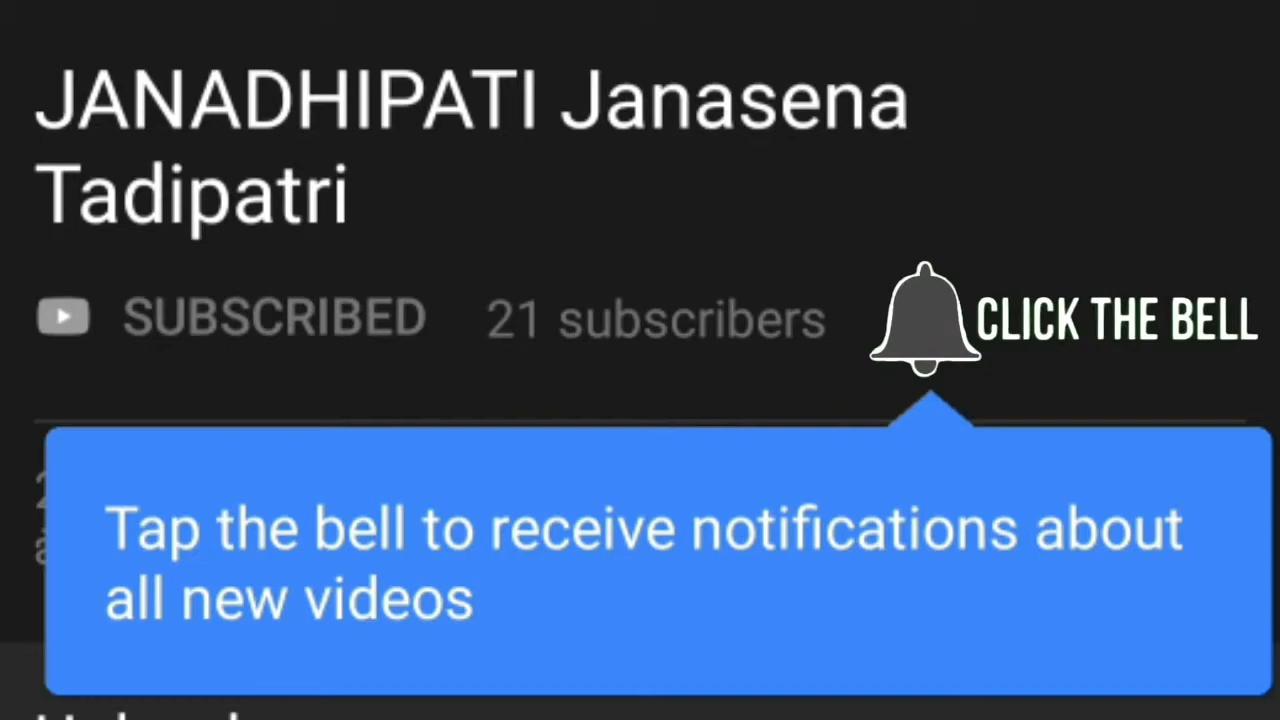 JANADHIPATI Janasena
Tadipatri
SUBSCRIBED 21 subscribers CLICK THE BELL
Tap the bell to receive notifications about
all new videos